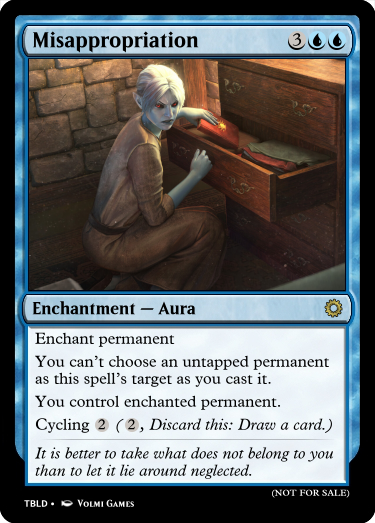 Misappropriation 3
Enchantment — Aura
Enchant permanent
You can't choose an untapped permanent
as this spell's target as you cast it.
You control enchanted permanent.
Cycling 2 (2, Discard this: Draw a card.)
It is better to take what does not belong to you
than to let it lie around neglected.
(NOT FOR SALE)
TBLD • Volmi Games